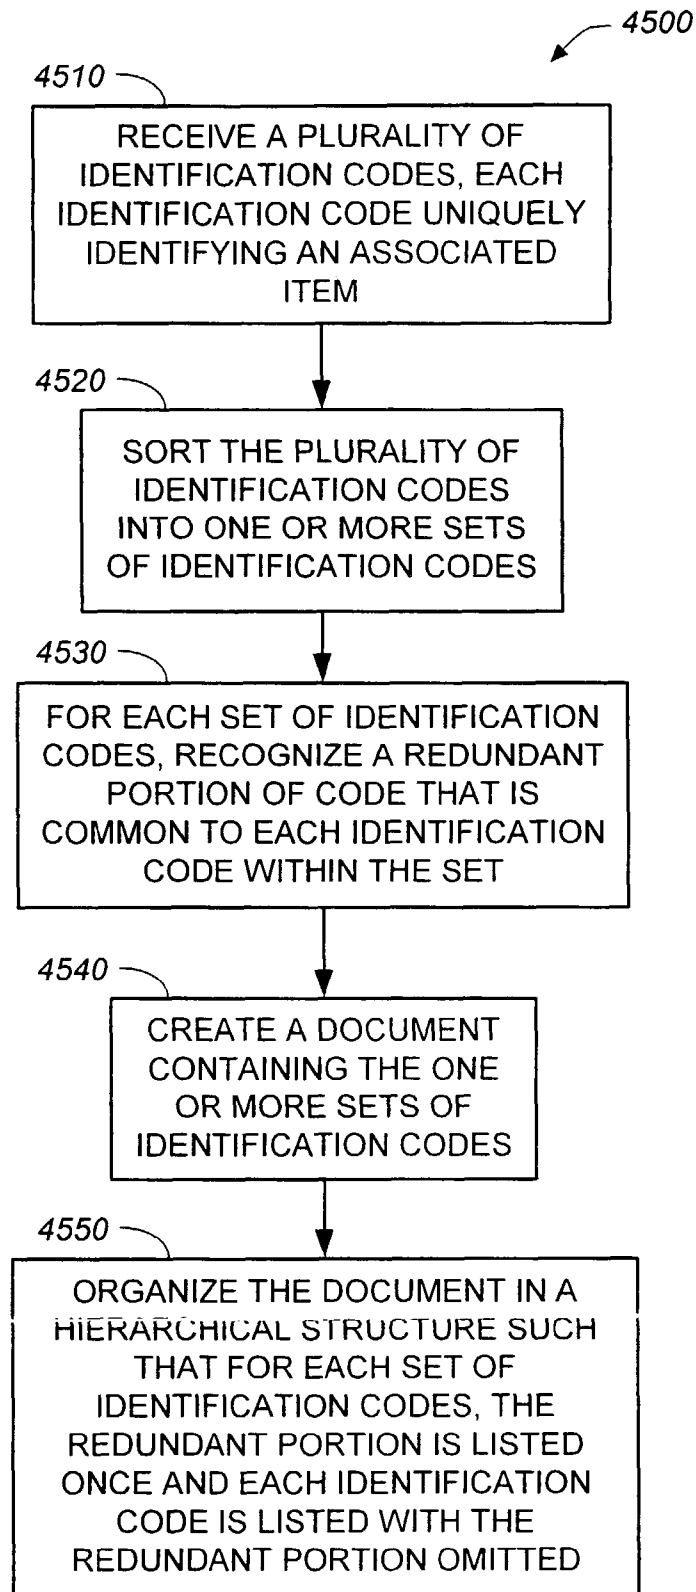 4500
4510
RECEIVE A PLURALITY OF
IDENTIFICATION CODES, EACH
IDENTIFICATION CODE UNIQUELY
IDENTIFYING AN ASSOCIATED
ITEM
4520
SORT THE PLURALITY OF
IDENTIFICATION CODES
INTO ONE OR MORE SETS
OF IDENTIFICATION CODES
4530
FOR EACH SET OF IDENTIFICATION
CODES, RECOGNIZE A REDUNDANT
PORTION OF CODE THAT IS
COMMON TO EACH IDENTIFICATION
CODE WITHIN THE SET
4540
CREATE A DOCUMENT
CONTAINING THE ONE
OR MORE SETS OF
IDENTIFICATION CODES
4550
ORGANIZE THE DOCUMENT IN A
HIERARCHICAL STRUCTURE SUCH
THAT FOR EACH SET OF
IDENTIFICATION CODES, THE
REDUNDANT PORTION IS LISTED
ONCE AND EACH IDENTIFICATION
CODE IS LISTED WITH THE
REDUNDANT PORTION OMITTED